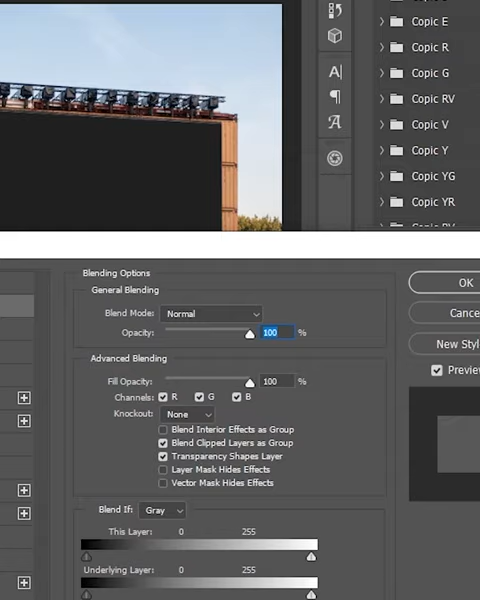 Copic E
Copic R
Copic G
Copic RV
Copic V
Copic Y
Copic YG
Copic YR
Blending Options
General Blending
Blend Mode: Normal
Opacity: 100 %
Advanced Blending
Fill Opacity: 100 %
Channels: R G B
Knockout: None
Blend Interior Effects as Group
Blend Clipped Layers as Group
Transparency Shapes Layer
Layer Mask Hides Effects
Vector Mask Hides Effects
Blend If: Gray
This Layer: 0 255
Underlying Layer: 0 255
OK
Cance
New Styl
Preview